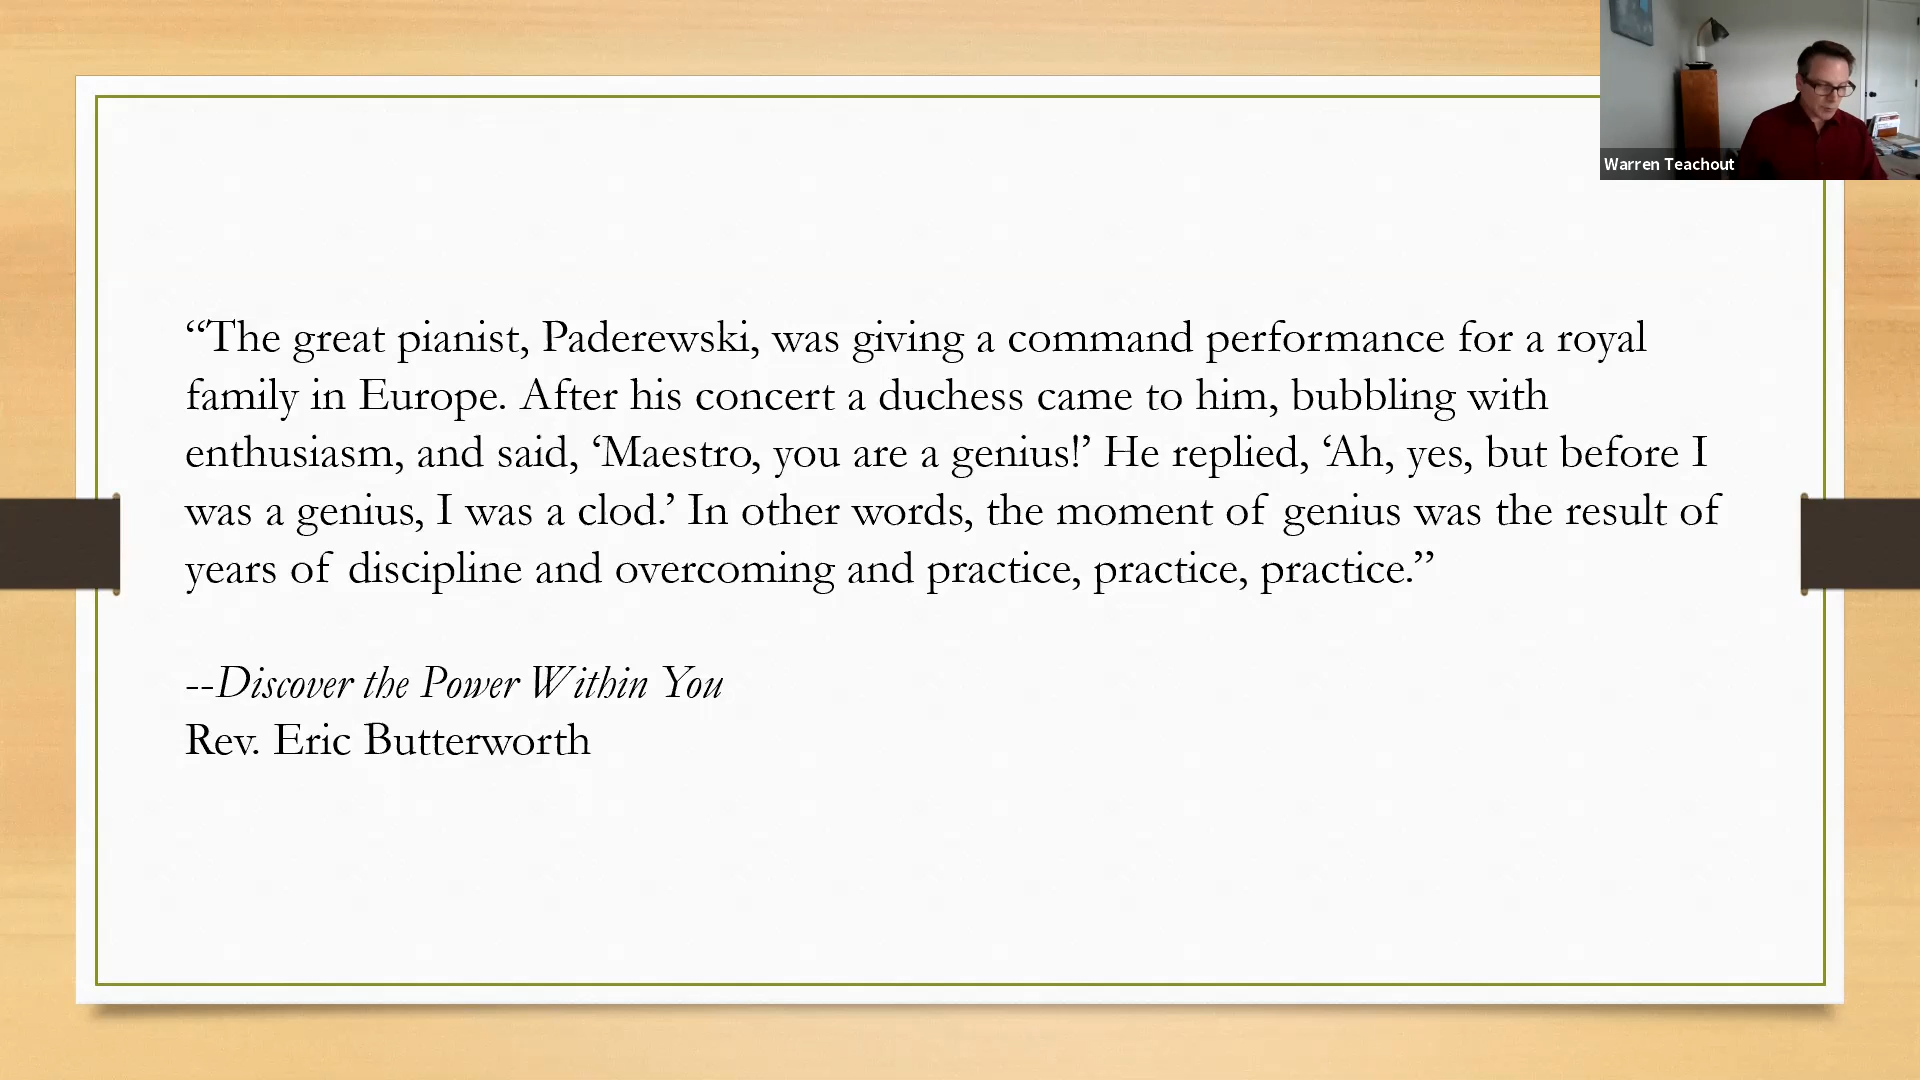 Warren Teachout
“The great pianist, Paderewski, was giving a command performance for a royal
family in Europe. After his concert a duchess came to him, bubbling with
enthusiasm, and said, ‘Maestro, you are a genius!’ He replied, ‘Ah, yes, but before I
was a genius, I was a clod.’ In other words, the moment of genius was the result of
years of discipline and overcoming and practice, practice, practice.”
--Discover the Power Within You
Rev. Eric Butterworth